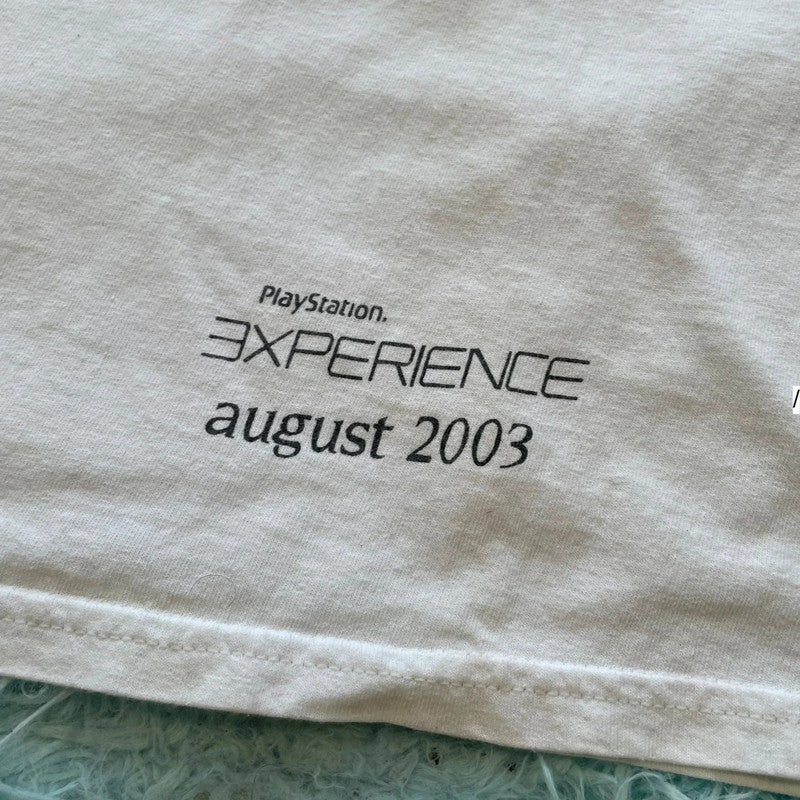 PlayStation.
EXPERIENCE
august 2003
/